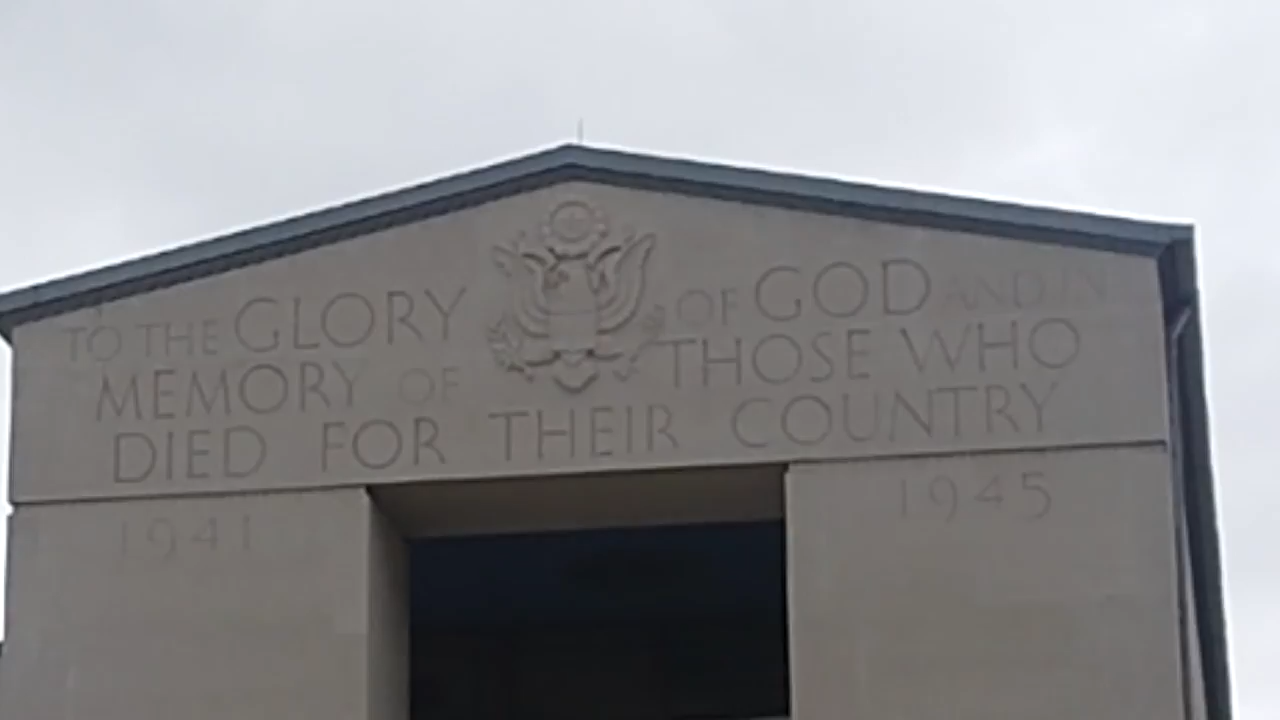 TO THE GLORY OF GOD AND IN
MEMORY OF THOSE WHO
DIED FOR THEIR COUNTRY
1941 1945